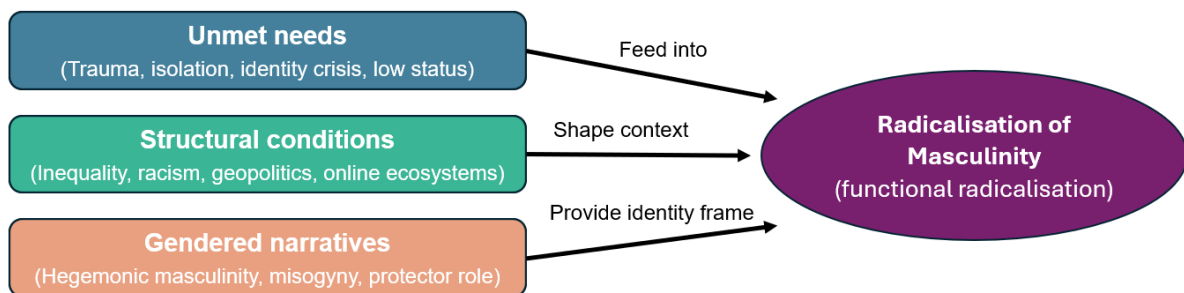 Unmet needs
(Trauma, isolation, identity crisis, low status)
Feed into
Structural conditions
(Inequality, racism, geopolitics, online ecosystems)
Shape context
Gendered narratives
(Hegemonic masculinity, misogyny, protector role)
Provide identity frame
Radicalisation of
Masculinity
(functional radicalisation)